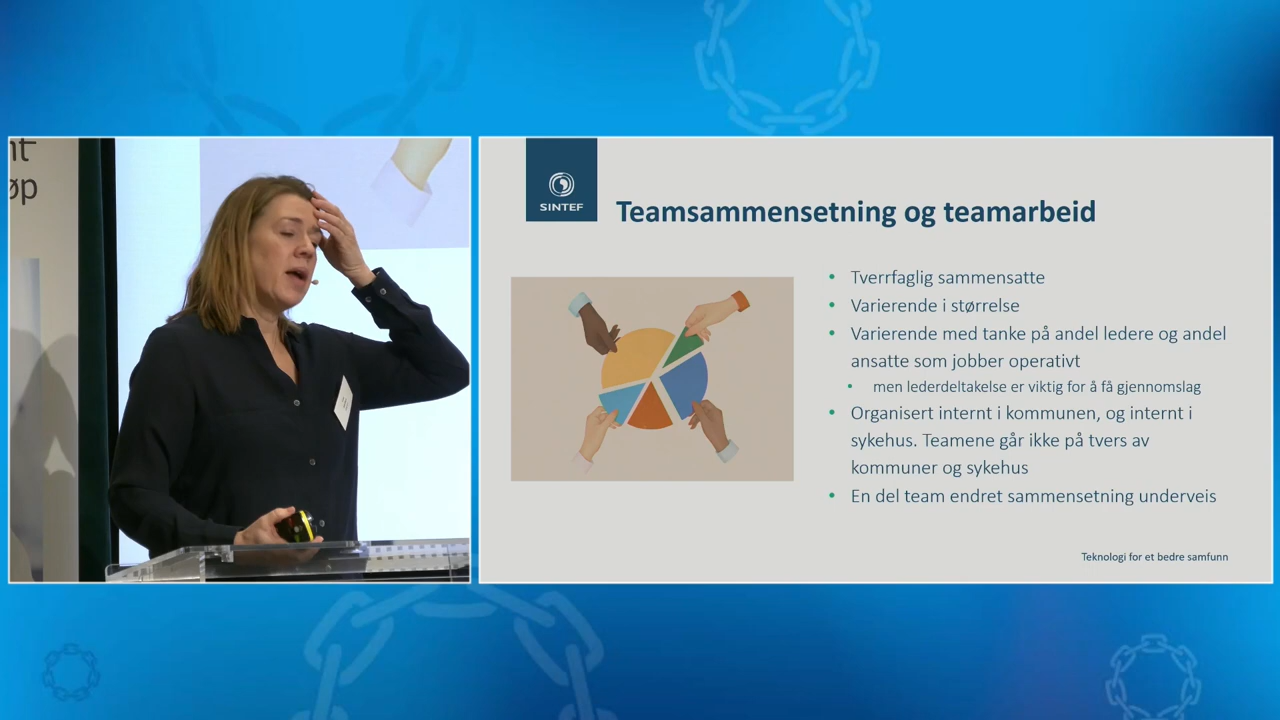 SINTEF
Teamsammensetning og teamarbeid
• Tverrfaglig sammensatte
• Varierende i størrelse
• Varierende med tanke på andel ledere og andel
ansatte som jobber operativt
• men lederdeltakelse er viktig for å få gjennomslag
• Organisert internt i kommunen, og internt i
sykehus. Teamene går ikke på tvers av
kommuner og sykehus
• En del team endret sammensetning underveis
Teknologi for et bedre samfunn